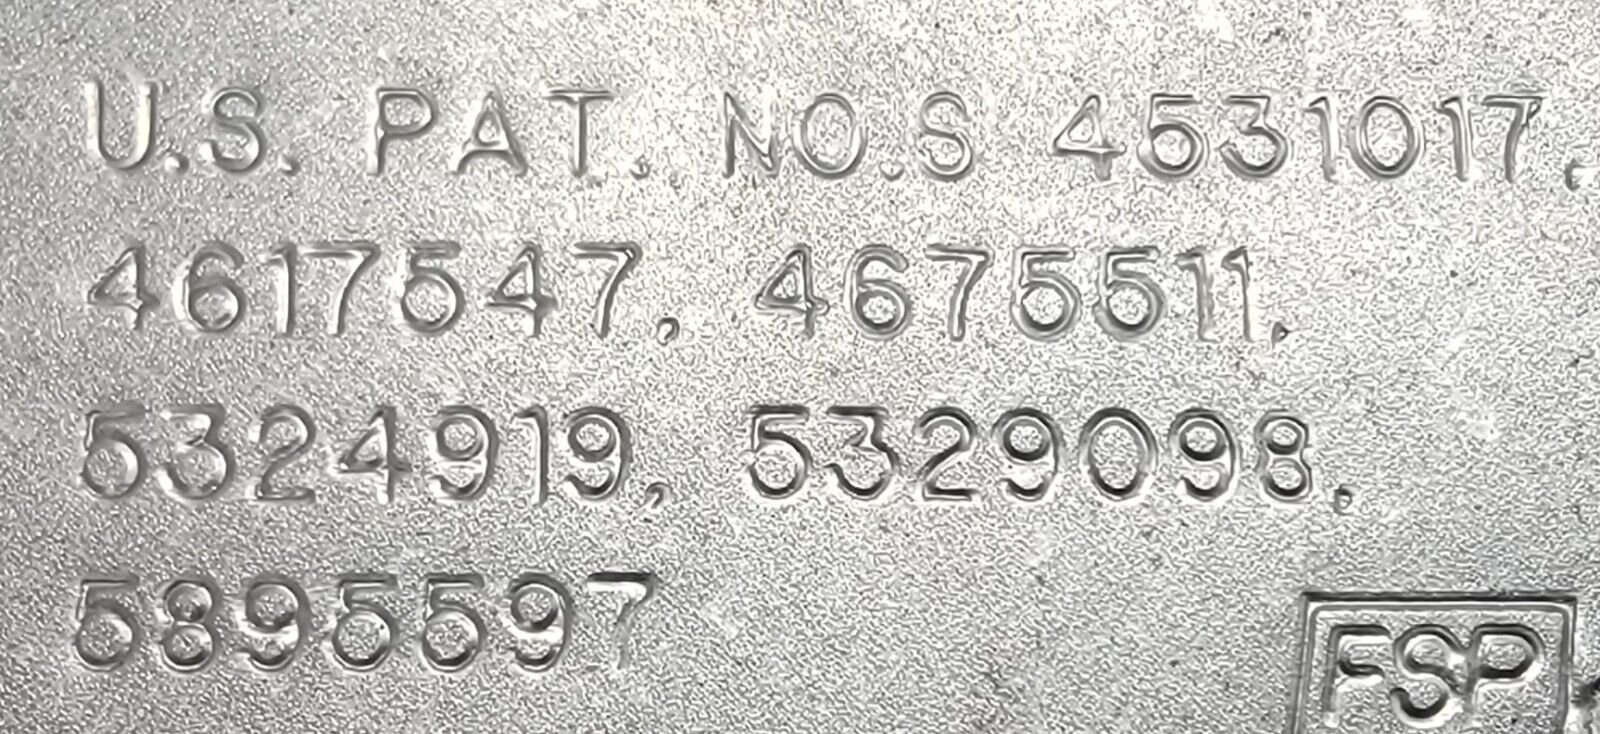 U.S. PAT. NO.S 4531017,
4617547, 4675511,
5324919, 5329098,
5895597
FSP